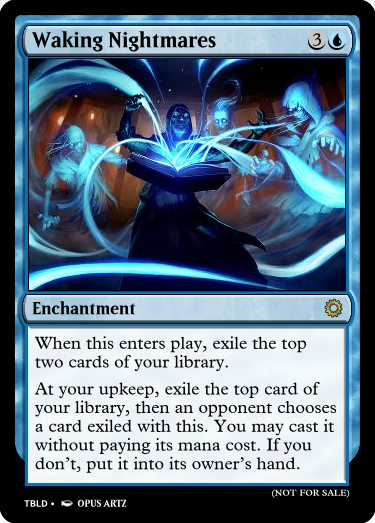 Waking Nightmares 3
Enchantment
When this enters play, exile the top
two cards of your library.
At your upkeep, exile the top card of
your library, then an opponent chooses
a card exiled with this. You may cast it
without paying its mana cost. If you
don't, put it into its owner's hand.
(NOT FOR SALE)
TBLD • OPUS ARTZ